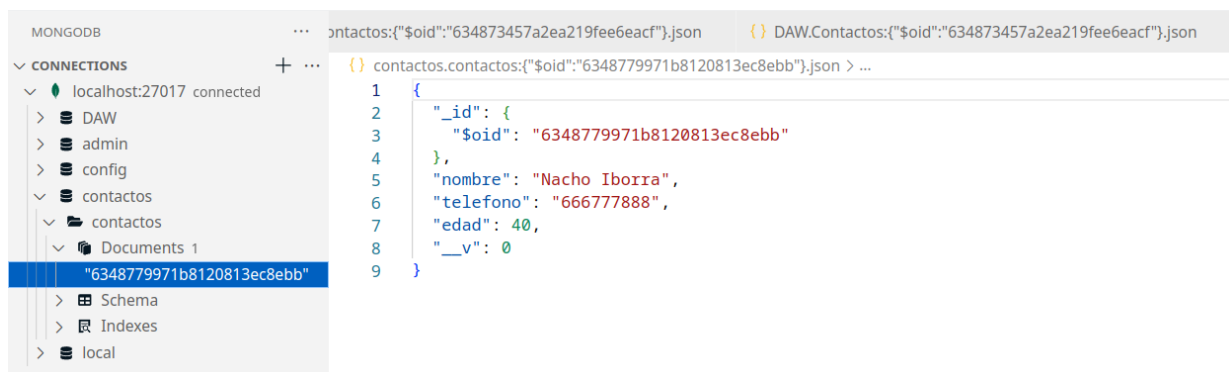 MONGODB ...
CONNECTIONS + ...
localhost:27017 connected
DAW
admin
config
contactos
contactos
Documents 1
"6348779971b8120813ec8ebb"
Schema
Indexes
local
ontactos:{"$oid":"634873457a2ea219fee6eacf"}.json {} DAW.Contactos:{"$oid":"634873457a2ea219fee6eacf"}.json
{} contactos.contactos:{"$oid":"6348779971b8120813ec8ebb"}.json > ...
1 {
2 "_id": {
3 "$oid": "6348779971b8120813ec8ebb"
4 },
5 "nombre": "Nacho Iborra",
6 "telefono": "666777888",
7 "edad": 40,
8 "__v": 0
9 }